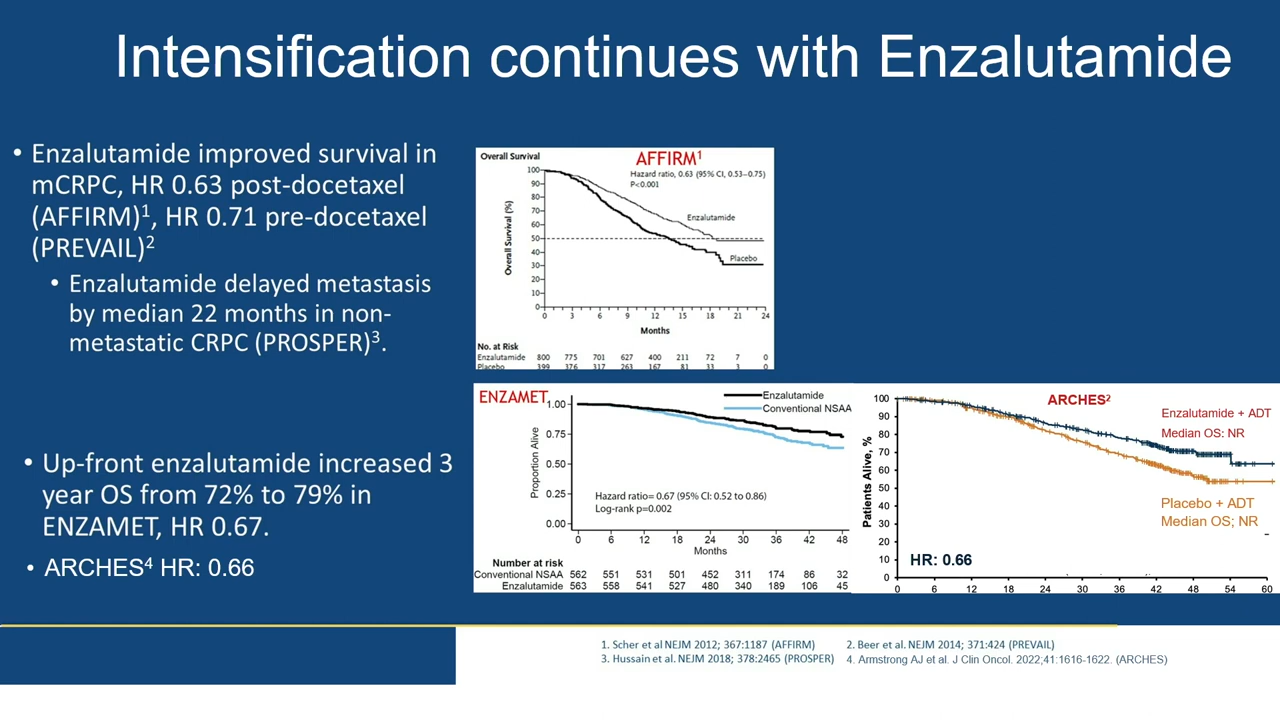 Intensification continues with Enzalutamide
• Enzalutamide improved survival in
mCRPC, HR 0.63 post-docetaxel
(AFFIRM)1, HR 0.71 pre-docetaxel
(PREVAIL)2
• Enzalutamide delayed metastasis
by median 22 months in non-
metastatic CRPC (PROSPER)3.
• Up-front enzalutamide increased 3
year OS from 72% to 79% in
ENZAMET, HR 0.67.
• ARCHES4 HR: 0.66
Overall Survival
AFFIRM1
Hazard ratio, 0.63 (95% CI, 0.53–0.75)
P<0.001
Overall Survival (%)
100
90
80
70
60
50
40
30
20
10
0
Enzalutamide
Placebo
0 3 6 9 12 15 18 21 24
Months
No. at Risk
Enzalutamide 800 775 701 627 400 211 72 7 0
Placebo 399 376 317 263 167 81 33 3 0
ENZAMET
Enzalutamide
Conventional NSAA
Proportion Alive
1.00
0.75
0.50
0.25
0.00
Hazard ratio= 0.67 (95% CI: 0.52 to 0.86)
Log-rank p=0.002
0 6 12 18 24 30 36 42 48
Months
Number at risk
Conventional NSAA 562 551 531 501 452 311 174 86 32
Enzalutamide 563 558 541 527 480 340 189 106 45
ARCHES2
Patients Alive, %
100
90
80
70
60
50
40
30
20
10
0
Enzalutamide + ADT
Median OS: NR
Placebo + ADT
Median OS; NR
HR: 0.66
0 6 12 18 24 30 36 42 48 54 60
1. Scher et al NEJM 2012; 367:1187 (AFFIRM) 2. Beer et al. NEJM 2014; 371:424 (PREVAIL)
3. Hussain et al. NEJM 2018; 378:2465 (PROSPER) 4. Armstrong AJ et al. J Clin Oncol. 2022;41:1616-1622. (ARCHES)